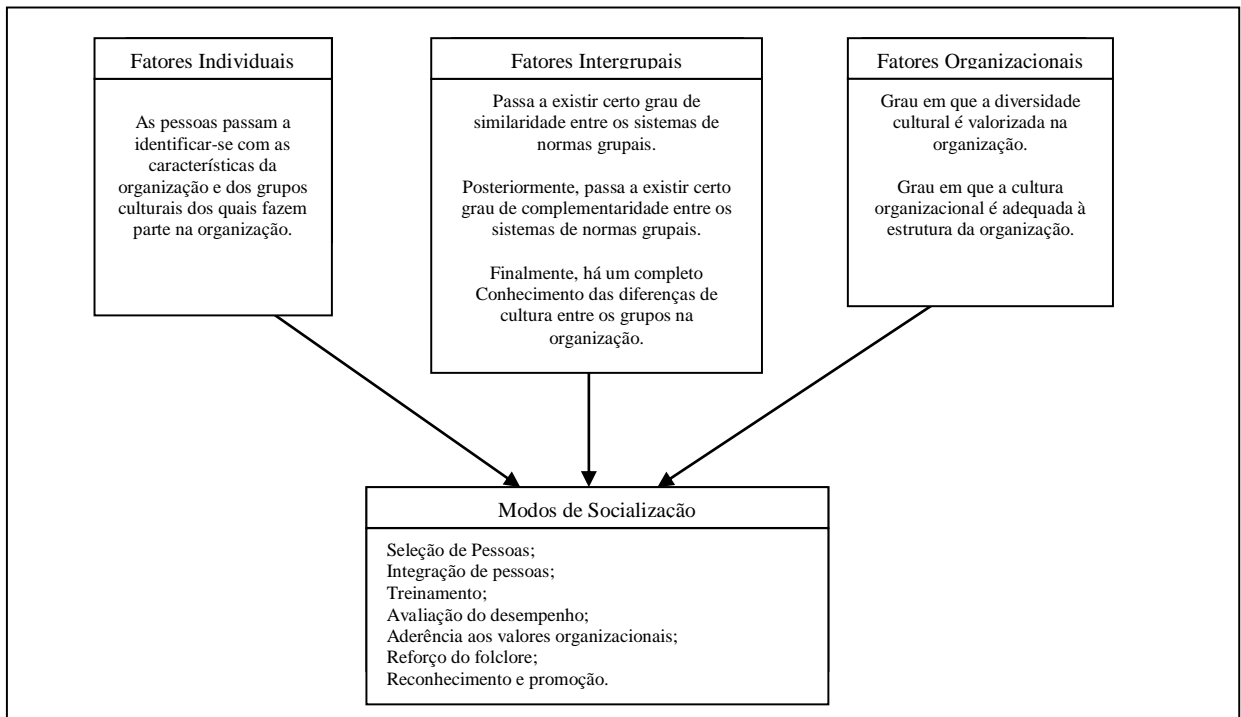 Fatores Individuais
As pessoas passam a
identificar-se com as
características da
organização e dos grupos
culturais dos quais fazem
parte na organização.
Fatores Intergrupais
Passa a existir certo grau de
similaridade entre os sistemas de
normas grupais.
Posteriormente, passa a existir certo
grau de complementaridade entre os
sistemas de normas grupais.
Finalmente, há um completo
Conhecimento das diferenças de
cultura entre os grupos na
organização.
Fatores Organizacionais
Grau em que a diversidade
cultural é valorizada na
organização.
Grau em que a cultura
organizacional é adequada à
estrutura da organização.
Modos de Socialização
Seleção de Pessoas;
Integração de pessoas;
Treinamento;
Avaliação do desempenho;
Aderência aos valores organizacionais;
Reforço do folclore;
Reconhecimento e promoção.